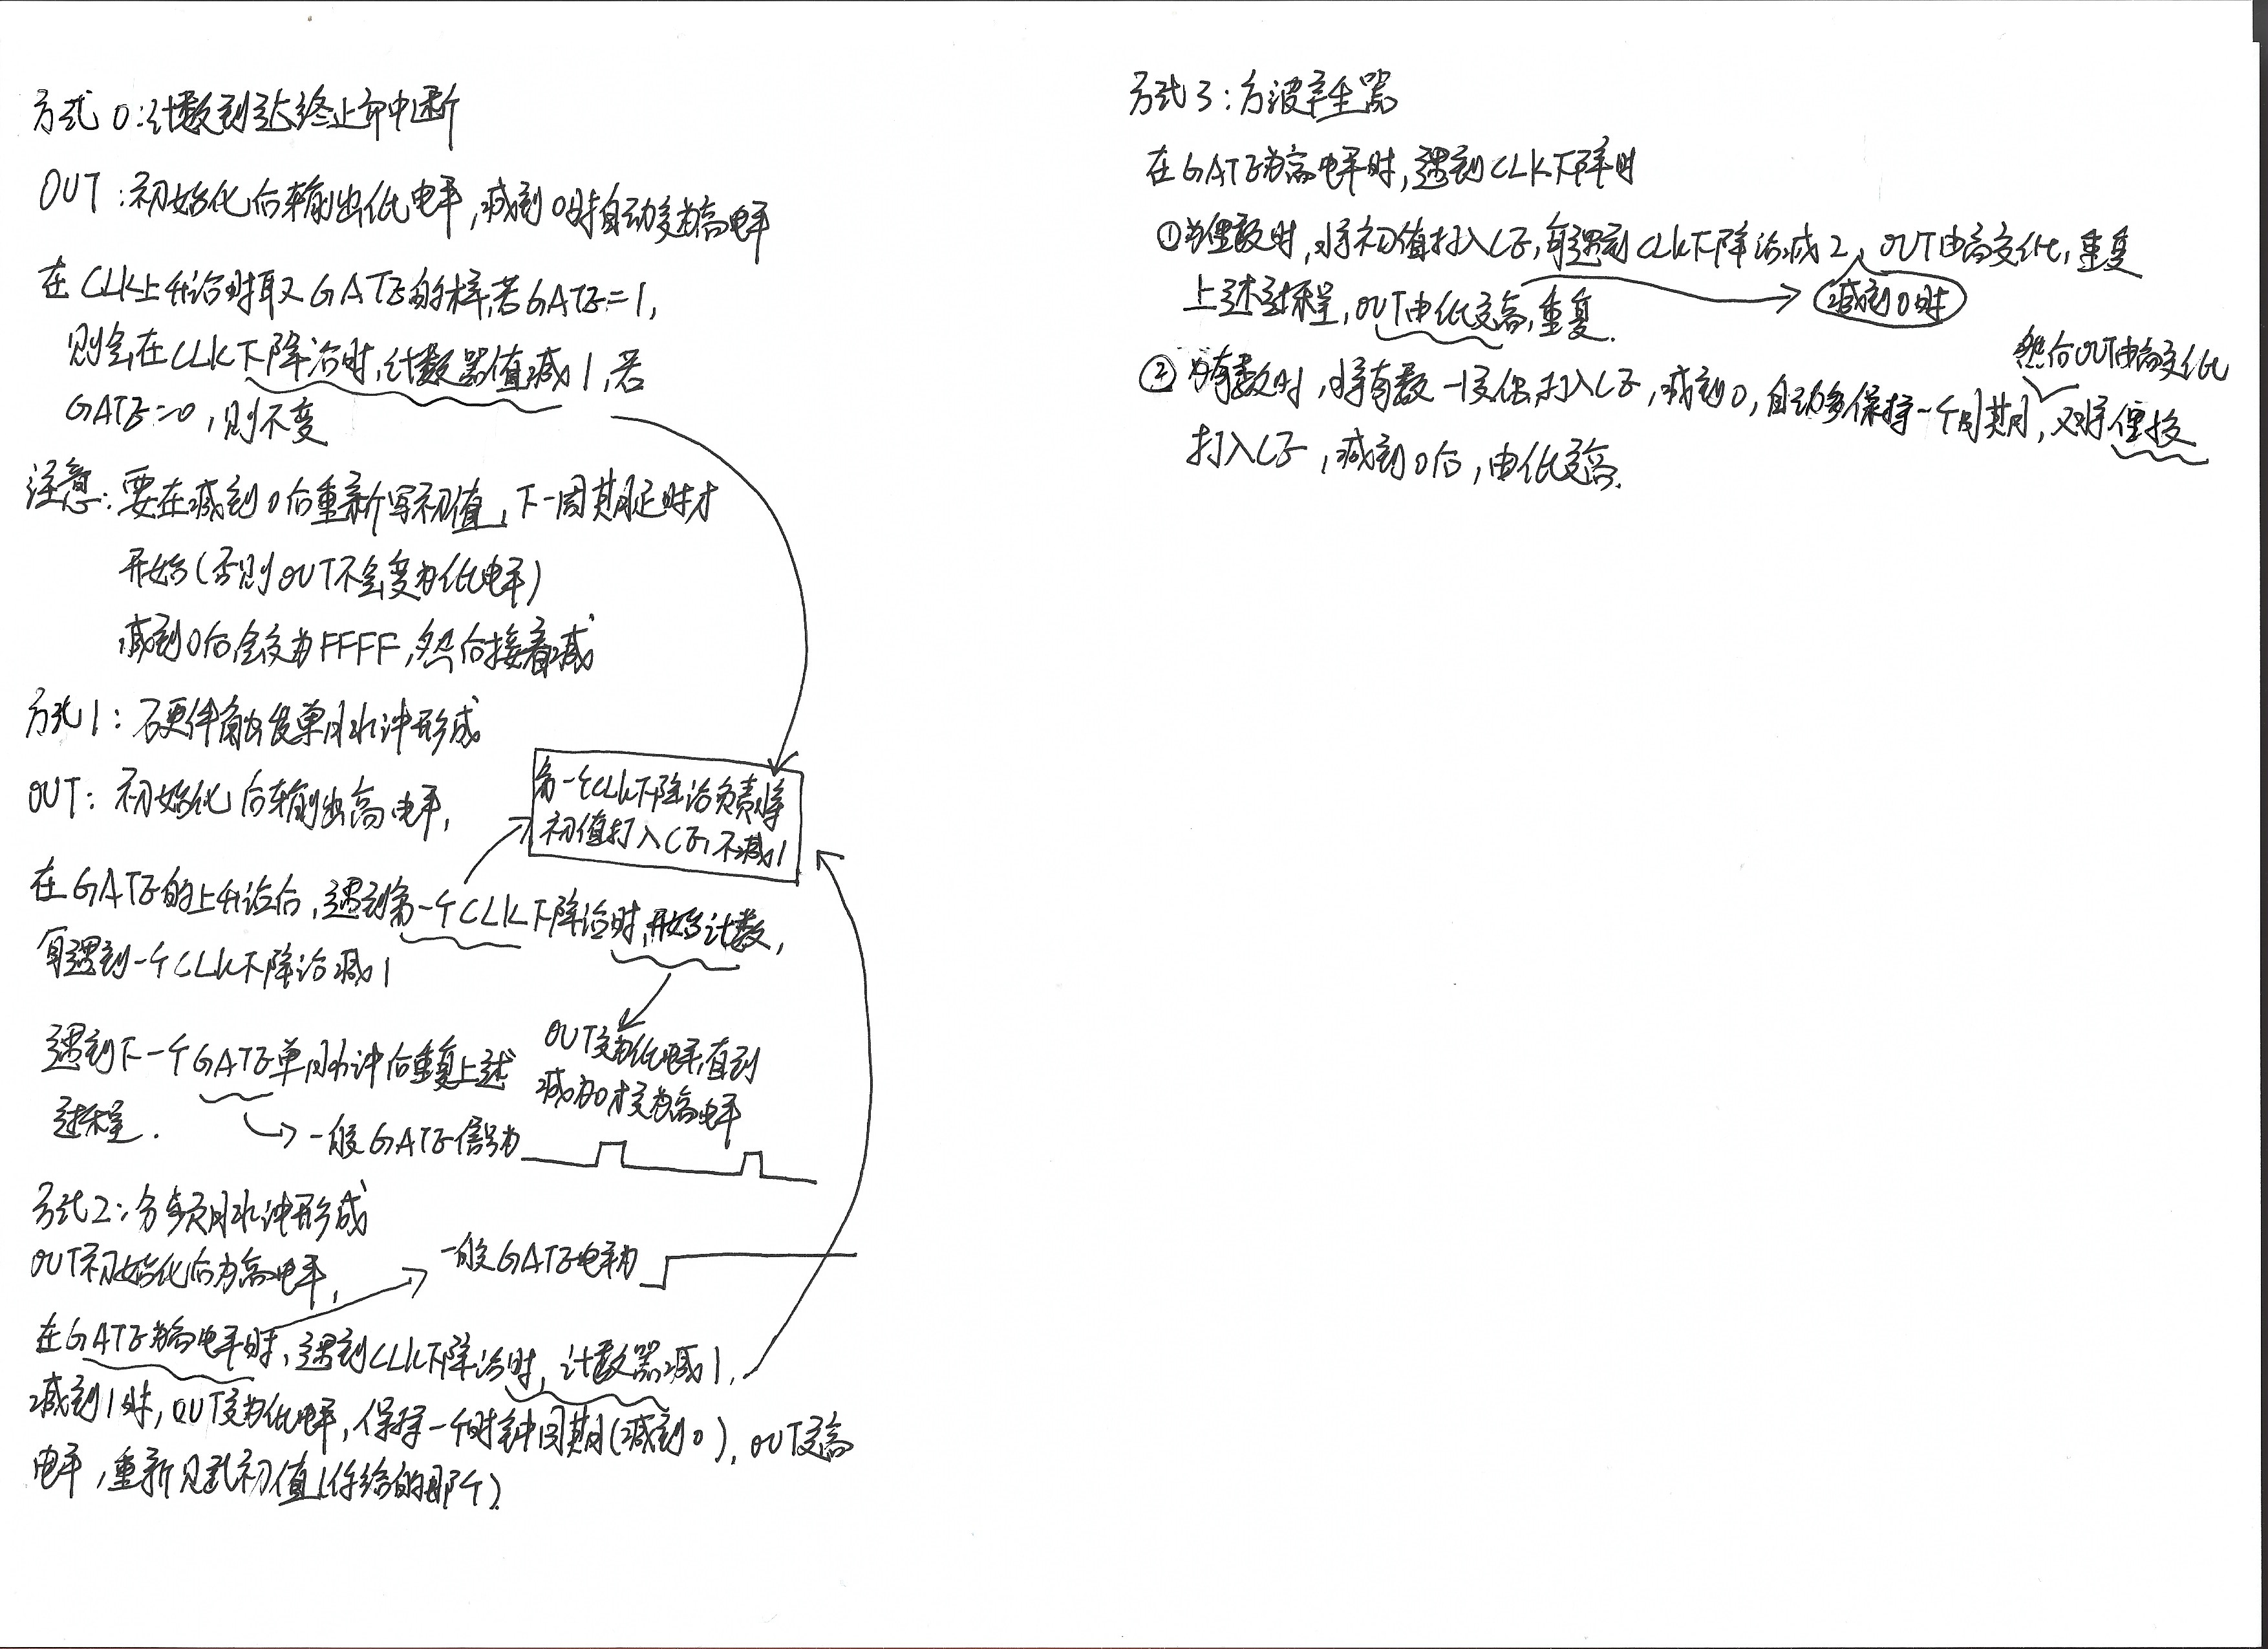 方式0:计数到达终止命中断
OUT:初始化后输出低电平,减到0时自动变为高电平
在CLK上升沿时取GATE的样,若GATE=1,
则会在CLK下降沿时,计数器值减1,若
GATE=0,则不变
注意:要在减到0后重新写初值,下一周期延时才
开始(否则OUT不会变为低电平)
减到0后会变为FFFF,然后接着减
方式1:硬件触发单脉冲形成
OUT:初始化后输出高电平,
第一个CLK下降沿负责将
初值打入CE,不减1
在GATE的上升沿后,遇到第一个CLK下降沿时,开始计数,
每遇到一个CLK下降沿减1
OUT变为低电平,直到
减为0才变为高电平
遇到下一个GATE单脉冲后重复上述
过程.
一般GATE信号为
方式2:分频脉冲形成
OUT初始化后为高电平,
一般GATE电平为
在GATE为高电平时,遇到CLK下降沿时,计数器减1,
减到1时,OUT变为低电平,保持一个时钟周期(减到0),OUT变高
电平,重新赋初值(你给的那个)
方式3:方波产生器
在GATE为高电平时,遇到CLK下降时
①为偶数时,将初值打入CE,每遇到CLK下降沿减2,OUT由高变低,重复
减到0时
上述过程,OUT由低变高,重复.
然后OUT由高变低
②为奇数时,将奇数-1变偶,打入CE,减到0,自动多保持一个周期,又将偶数
打入CE,减到0后,由低变高.